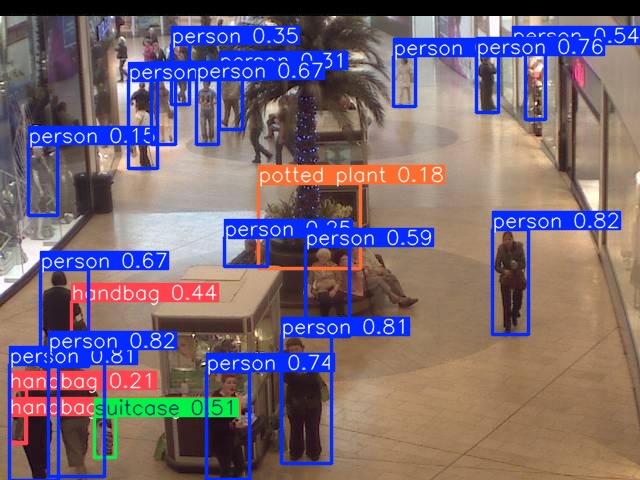 person 0.35
person 0.54
person
person 0.76
person
person 0.67
0.31
person 0.15
potted plant 0.18
person 0.82
person 0.25
person 0.59
person 0.67
handbag 0.44
person 0.81
person 0.82
person 0.81
person 0.74
handbag 0.21
handbag
suitcase 0.51